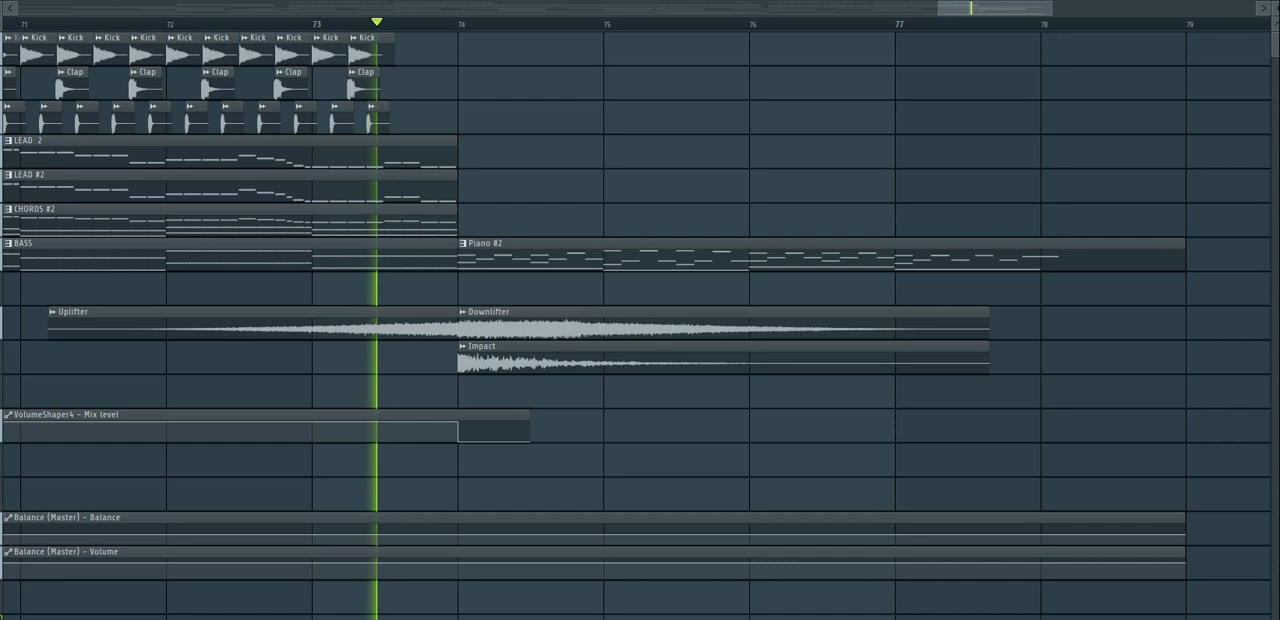 71 72 73 74 75 76 77 78 79
Kick Kick Kick Kick Kick Kick Kick Kick Kick Kick
Clap Clap Clap Clap Clap
LEAD 2
LEAD #2
CHORDS #2
BASS Piano #2
Uplifter Downlifter
Impact
VolumeShaper4 - Mix level
Balance (Master) - Balance
Balance (Master) - Volume